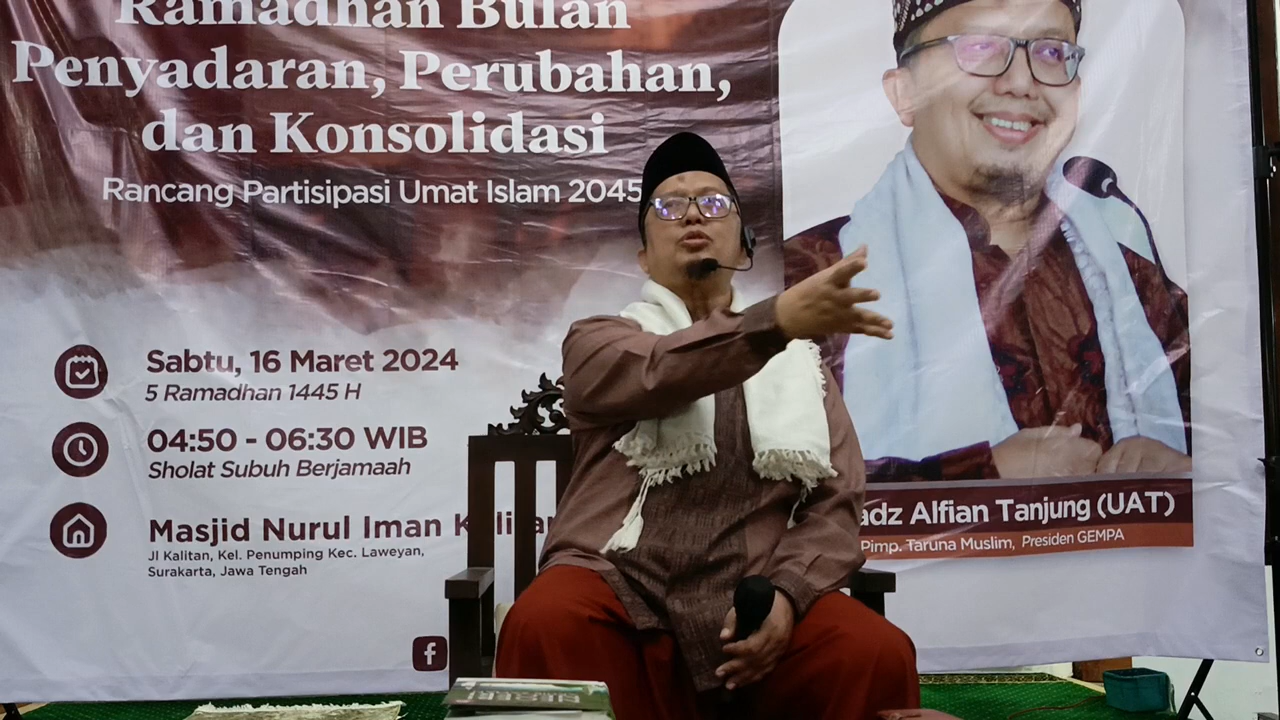 Ramadhan Bulan
Penyadaran, Perubahan,
dan Konsolidasi
Rancang Partisipasi Umat Islam 2045
Sabtu, 16 Maret 2024
5 Ramadhan 1445 H
04:50 - 06:30 WIB
Sholat Subuh Berjamaah
Masjid Nurul Iman
Jl Kalitan, Kel. Penumping Kec. Laweyan,
Surakarta, Jawa Tengah
Alfian Tanjung (UAT)
Pimp. Taruna Muslim, Presiden GEMPA